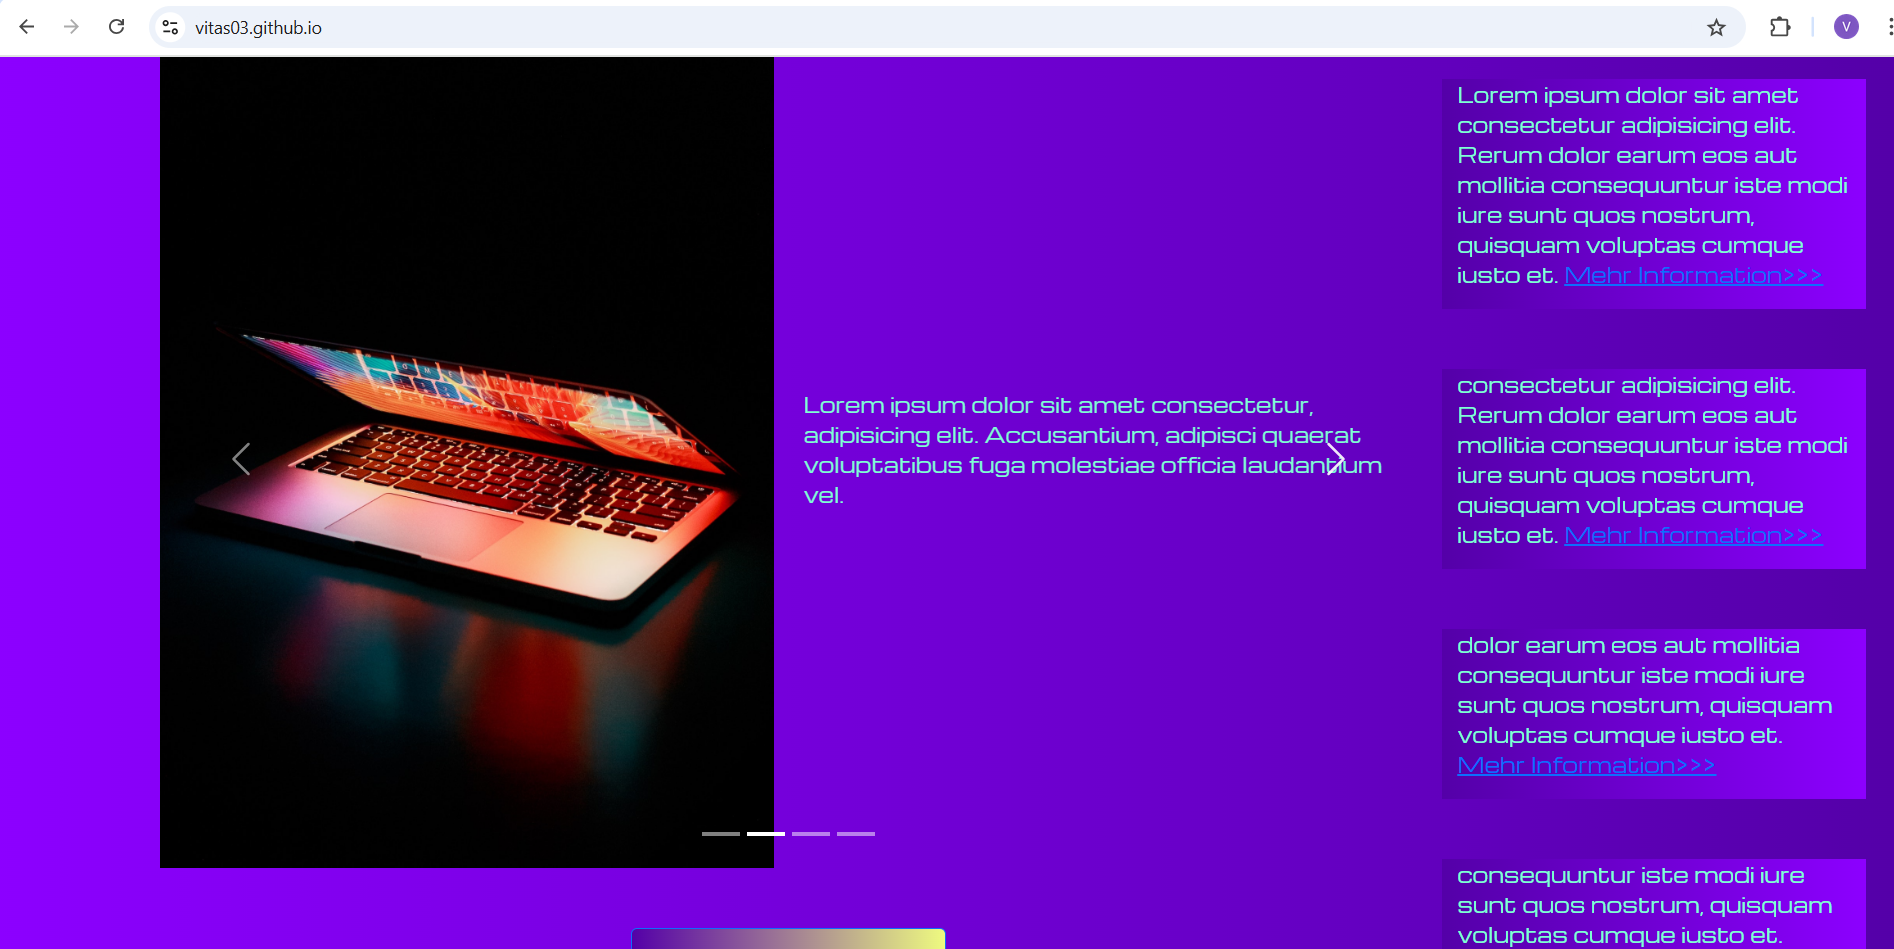 vitas03.github.io
V
Lorem ipsum dolor sit amet consectetur,
adipisicing elit. Accusantium, adipisci quaerat
voluptatibus fuga molestiae officia laudantium
vel.
Lorem ipsum dolor sit amet
consectetur adipisicing elit.
Rerum dolor earum eos aut
mollitia consequuntur iste modi
iure sunt quos nostrum,
quisquam voluptas cumque
iusto et. Mehr Information>>>
consectetur adipisicing elit.
Rerum dolor earum eos aut
mollitia consequuntur iste modi
iure sunt quos nostrum,
quisquam voluptas cumque
iusto et. Mehr Information>>>
dolor earum eos aut mollitia
consequuntur iste modi iure
sunt quos nostrum, quisquam
voluptas cumque iusto et.
Mehr Information>>>
consequuntur iste modi iure
sunt quos nostrum, quisquam
voluptas cumque iusto et.